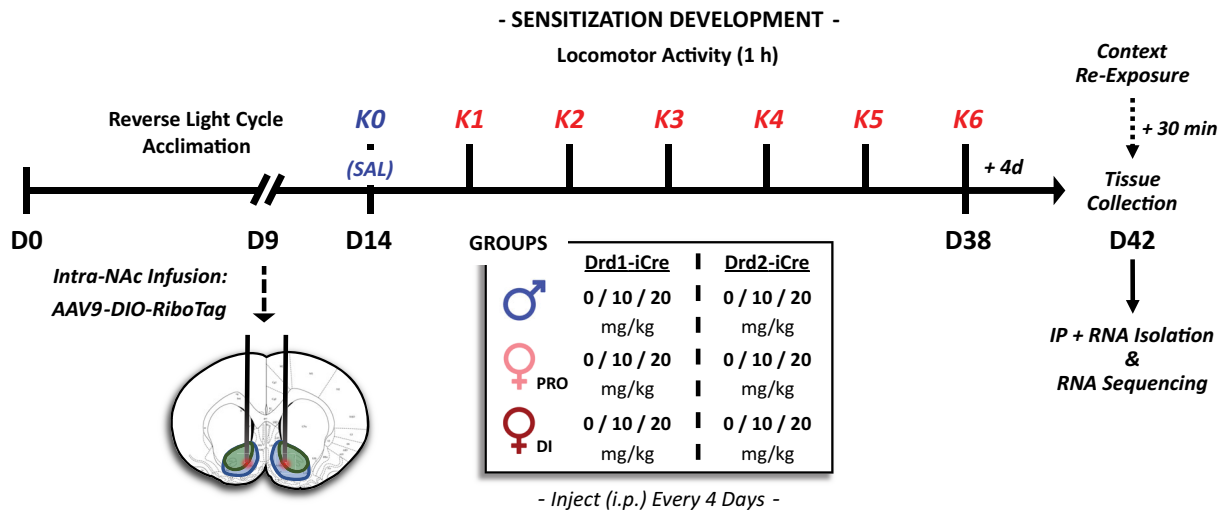 - SENSITIZATION DEVELOPMENT -
Locomotor Activity (1 h)
Context
Re-Exposure
Reverse Light Cycle
Acclimation
K0
K1
K2
K3
K4
K5
K6
+ 30 min
(SAL)
+ 4d
Tissue
Collection
D0
D9
D14
D38
D42
Intra-NAc Infusion:
AAV9-DIO-RiboTag
GROUPS
Drd1-iCre
Drd2-iCre
0 / 10 / 20
0 / 10 / 20
mg/kg
mg/kg
PRO
0 / 10 / 20
0 / 10 / 20
mg/kg
mg/kg
DI
0 / 10 / 20
0 / 10 / 20
mg/kg
mg/kg
IP + RNA Isolation
&
RNA Sequencing
- Inject (i.p.) Every 4 Days -